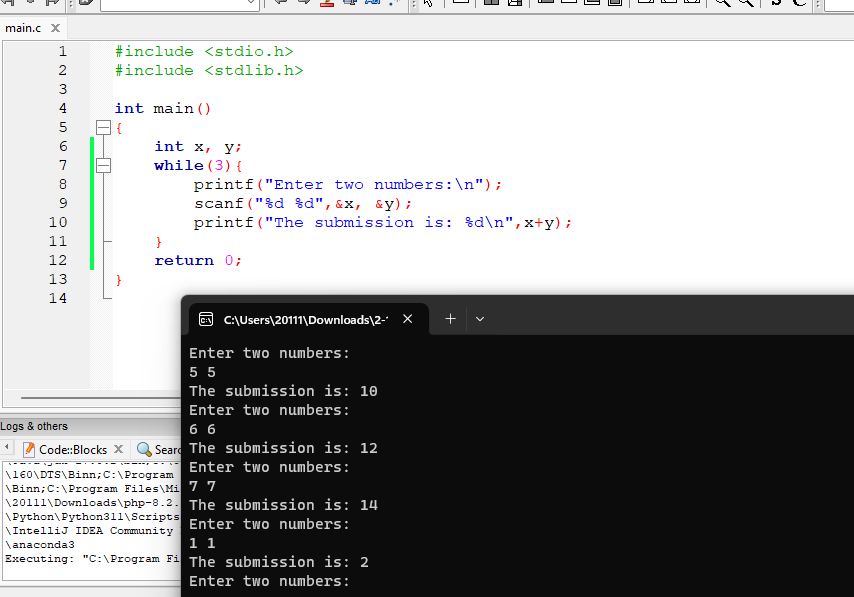 main.c
1 #include <stdio.h>
2 #include <stdlib.h>
3
4 int main()
5 {
6 int x, y;
7 while(3){
8 printf("Enter two numbers:\n");
9 scanf("%d %d",&x, &y);
10 printf("The submission is: %d\n",x+y);
11 }
12 return 0;
13 }
14
C:\Users\20111\Downloads\2-
Enter two numbers:
5 5
The submission is: 10
Enter two numbers:
6 6
The submission is: 12
Enter two numbers:
7 7
The submission is: 14
Enter two numbers:
1 1
The submission is: 2
Enter two numbers:
Logs & others
Code::Blocks
\160\DTS\Binn;C:\Program
\Binn;C:\Program Files\Mi
\20111\Downloads\php-8.2.
\Python\Python311\Scripts
\IntelliJ IDEA Community
\anaconda3
Executing: "C:\Program Fi